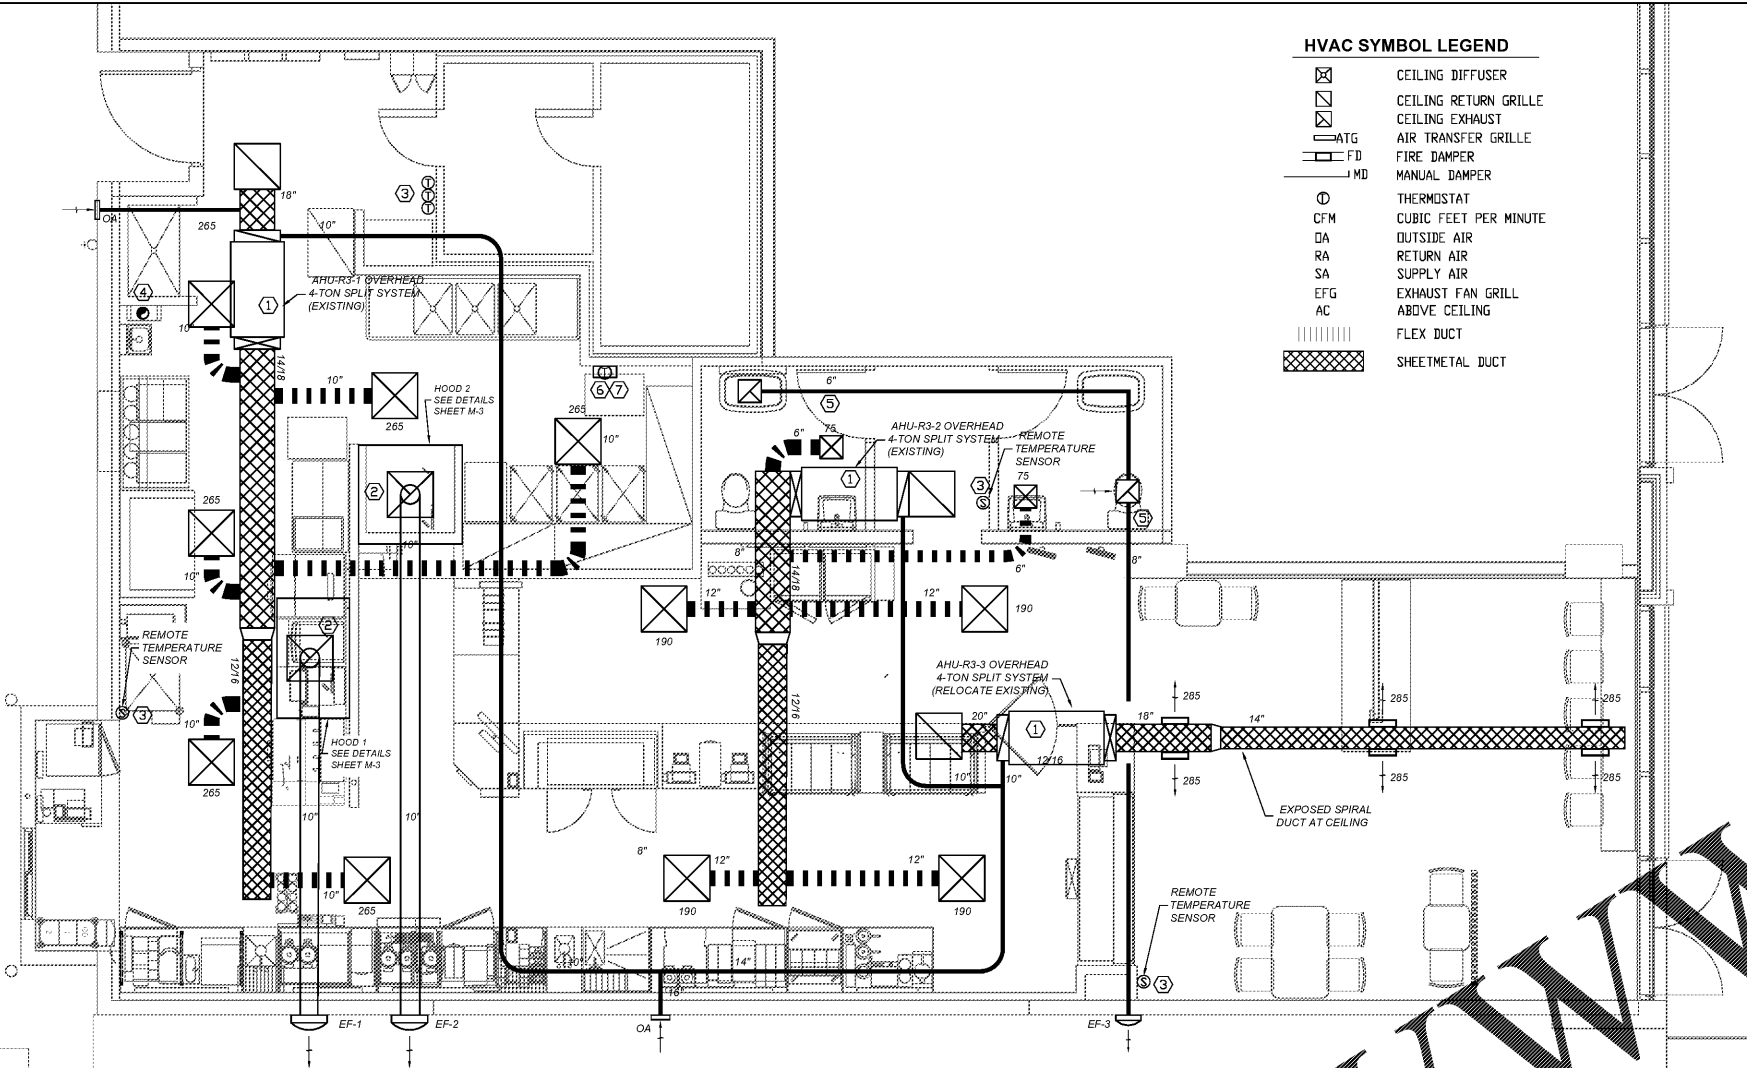 HVAC SYMBOL LEGEND
CEILING DIFFUSER
CEILING RETURN GRILLE
CEILING EXHAUST
ATG AIR TRANSFER GRILLE
FD FIRE DAMPER
MD MANUAL DAMPER
T THERMOSTAT
CFM CUBIC FEET PER MINUTE
OA OUTSIDE AIR
RA RETURN AIR
SA SUPPLY AIR
EFG EXHAUST FAN GRILL
AC ABOVE CEILING
FLEX DUCT
SHEETMETAL DUCT
18"
3
T
T
T
OA
265
10"
AHU-R3-1 OVERHEAD
4-TON SPLIT SYSTEM
(EXISTING)
4
1
10"
14/18
10"
265
HOOD 2
SEE DETAILS
SHEET M-3
T
6 7
265
10"
6"
5
75
6"
AHU-R3-2 OVERHEAD
4-TON SPLIT SYSTEM
(EXISTING)
REMOTE
TEMPERATURE
SENSOR
1
2
3
S
75
5
265
10"
10"
8"
14/18
6"
8"
12"
12"
190
190
2
REMOTE
TEMPERATURE
SENSOR
12/16
3
10"
265
HOOD 1
SEE DETAILS
SHEET M-3
AHU-R3-3 OVERHEAD
4-TON SPLIT SYSTEM
(RELOCATE EXISTING)
12/16
20"
1
18"
14"
285
285
285
12/16
10"
10"
285
285
285
EXPOSED SPIRAL
DUCT AT CEILING
10"
10"
8"
12"
12"
190
190
10"
265
REMOTE
TEMPERATURE
SENSOR
10"
14"
16"
S
3
EF-1
EF-2
OA
EF-3
WWW